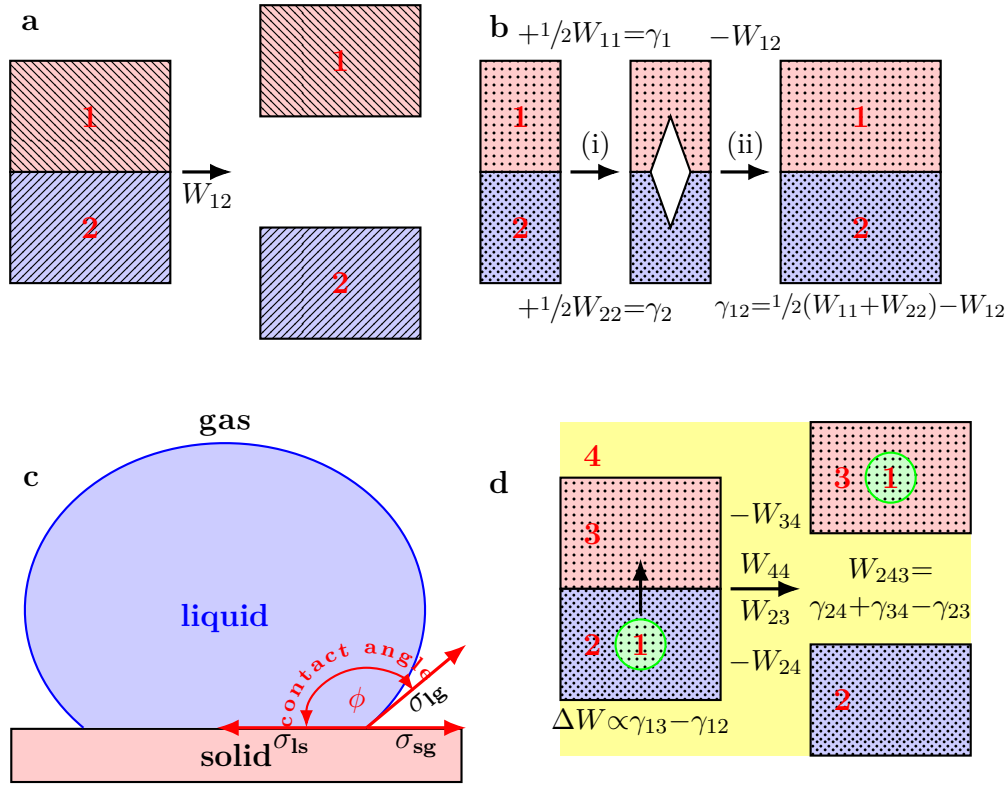 a
1
2
W₁₂
1
2
b
+1/2W₁₁=γ₁
−W₁₂
1
2
(i)
(ii)
1
2
+1/2W₂₂=γ₂
γ₁₂=1/2(W₁₁+W₂₂)−W₁₂
c
gas
liquid
contact angle
ϕ
σlg
σls
σsg
solid
d
4
3
2
1
ΔW∝γ₁₃−γ₁₂
−W₃₄
W₄₄
W₂₃
−W₂₄
3
1
W₂₄₃=
γ₂₄+γ₃₄−γ₂₃
2